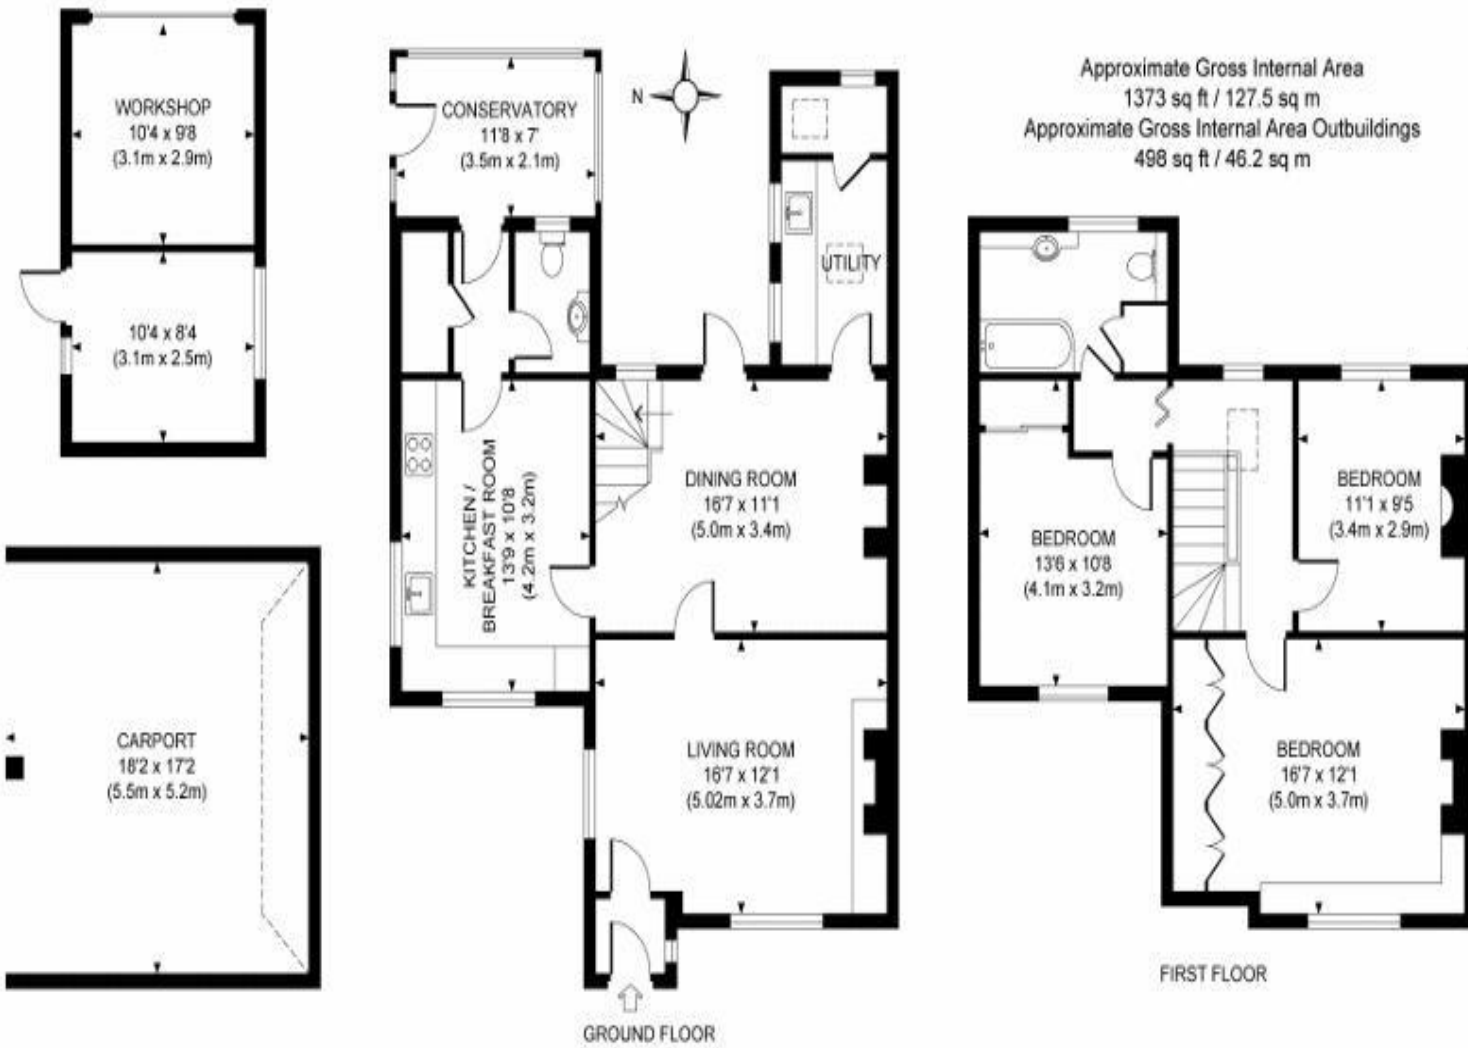 WORKSHOP
10'4 x 9'8
(3.1m x 2.9m)
10'4 x 8'4
(3.1m x 2.5m)
CARPORT
18'2 x 17'2
(5.5m x 5.2m)
CONSERVATORY
11'8 x 7'
(3.5m x 2.1m)
N
UTILITY
KITCHEN /
BREAKFAST ROOM
13'9 x 10'8
(4.2m x 3.2m)
DINING ROOM
16'7 x 11'1
(5.0m x 3.4m)
LIVING ROOM
16'7 x 12'1
(5.02m x 3.7m)
GROUND FLOOR
Approximate Gross Internal Area
1373 sq ft / 127.5 sq m
Approximate Gross Internal Area Outbuildings
498 sq ft / 46.2 sq m
BEDROOM
13'6 x 10'8
(4.1m x 3.2m)
BEDROOM
11'1 x 9'5
(3.4m x 2.9m)
BEDROOM
16'7 x 12'1
(5.0m x 3.7m)
FIRST FLOOR